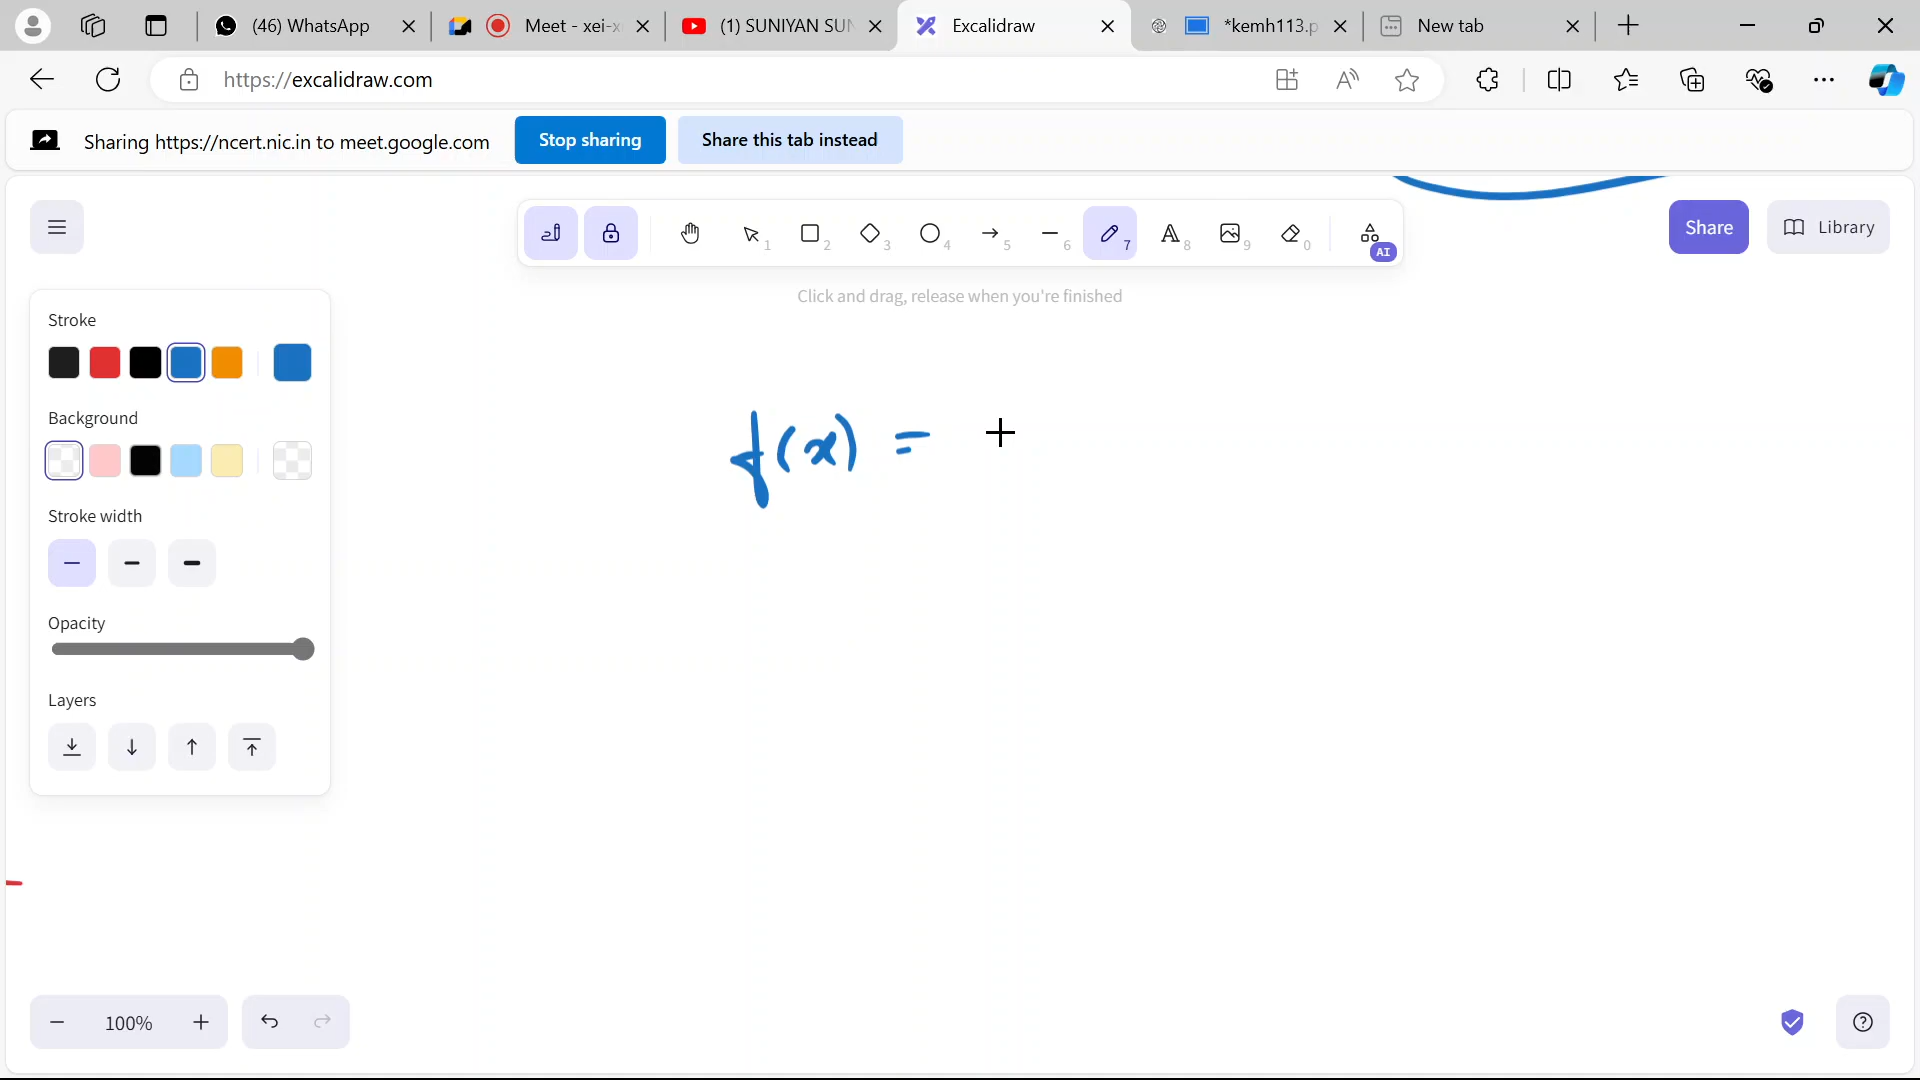 (46) WhatsApp
Meet - xei-x
(1) SUNIYAN SUN
Excalidraw
*kemh113.p
New tab
https://excalidraw.com
Sharing https://ncert.nic.in to meet.google.com
Stop sharing
Share this tab instead
1
2
3
4
5
6
7
8
9
0
AI
Share
Library
Click and drag, release when you're finished
Stroke
Background
Stroke width
Opacity
Layers
f(x) =
100%